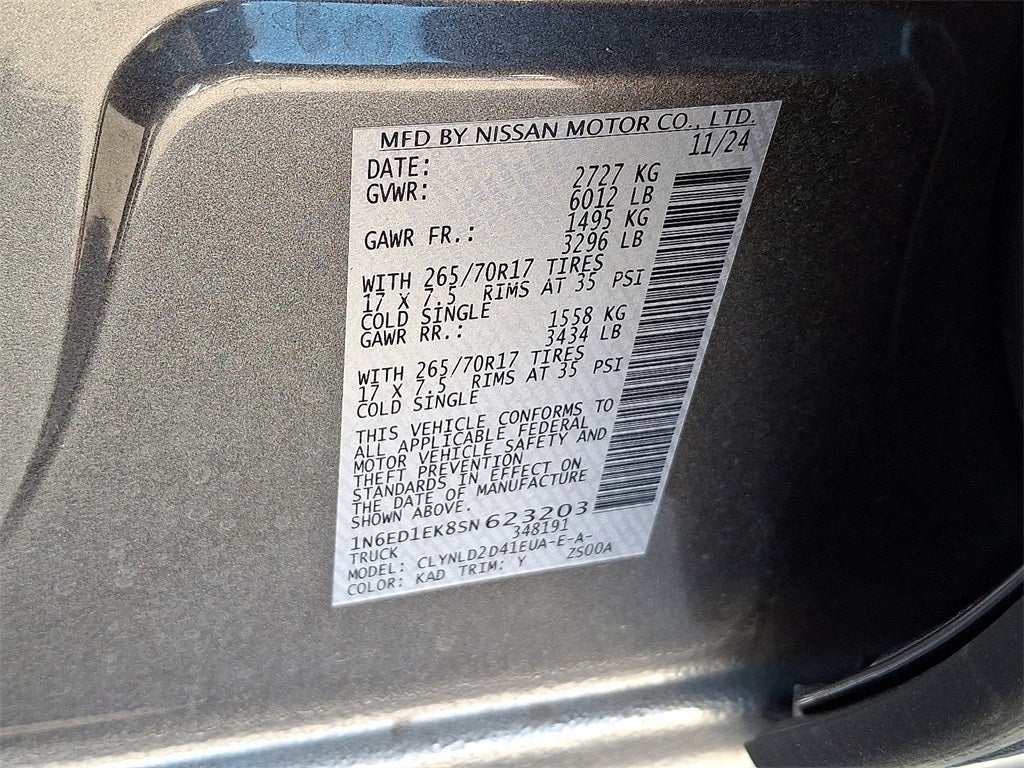 MFD BY NISSAN MOTOR CO., LTD.
DATE: 11/24
GVWR: 2727 KG
6012 LB
GAWR FR.: 1495 KG
3296 LB
WITH 265/70R17 TIRES
17 X 7.5 RIMS AT 35 PSI
COLD SINGLE
GAWR RR.: 1558 KG
3434 LB
WITH 265/70R17 TIRES
17 X 7.5 RIMS AT 35 PSI
COLD SINGLE
THIS VEHICLE CONFORMS TO
ALL APPLICABLE FEDERAL
MOTOR VEHICLE SAFETY AND
THEFT PREVENTION
STANDARDS IN EFFECT ON
THE DATE OF MANUFACTURE
SHOWN ABOVE.
1N6ED1EK8SN623203
TRUCK 348191
MODEL: CLYNLD2D41EUA-E-A-
COLOR: KAD TRIM: Y ZS00A